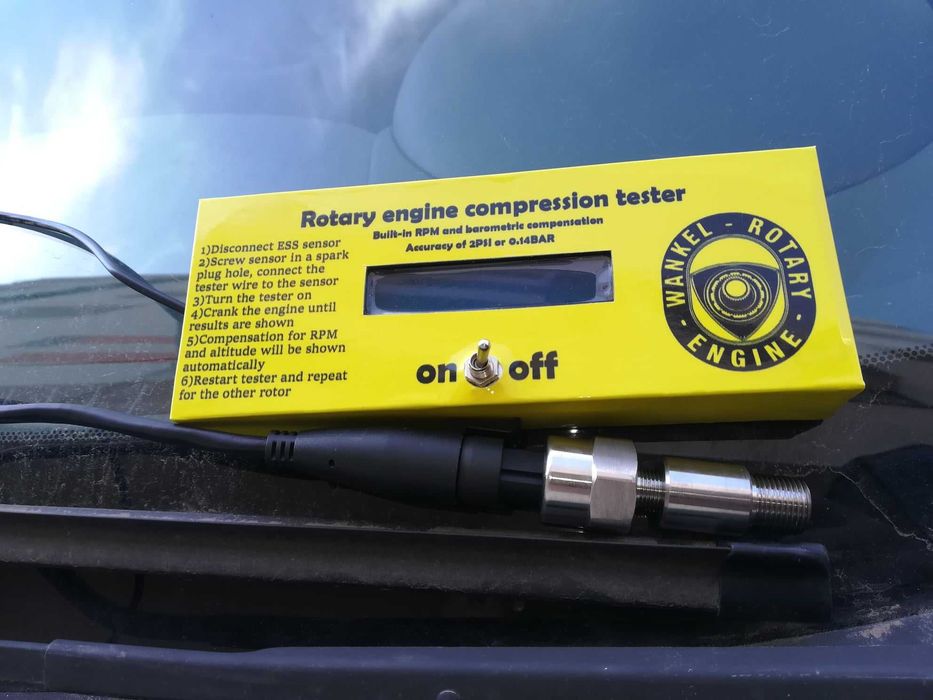 Rotary engine compression tester
Built-in RPM and barometric compensation
Accuracy of 2PSI or 0.14BAR
1)Disconnect ESS sensor
2)Screw sensor in a spark
plug hole, connect the
tester wire to the sensor
3)Turn the tester on
4)Crank the engine until
results are shown
5)Compensation for RPM
and altitude will be shown
automatically
6)Restart tester and repeat
for the other rotor
on off
WANKEL - ROTARY - ENGINE -